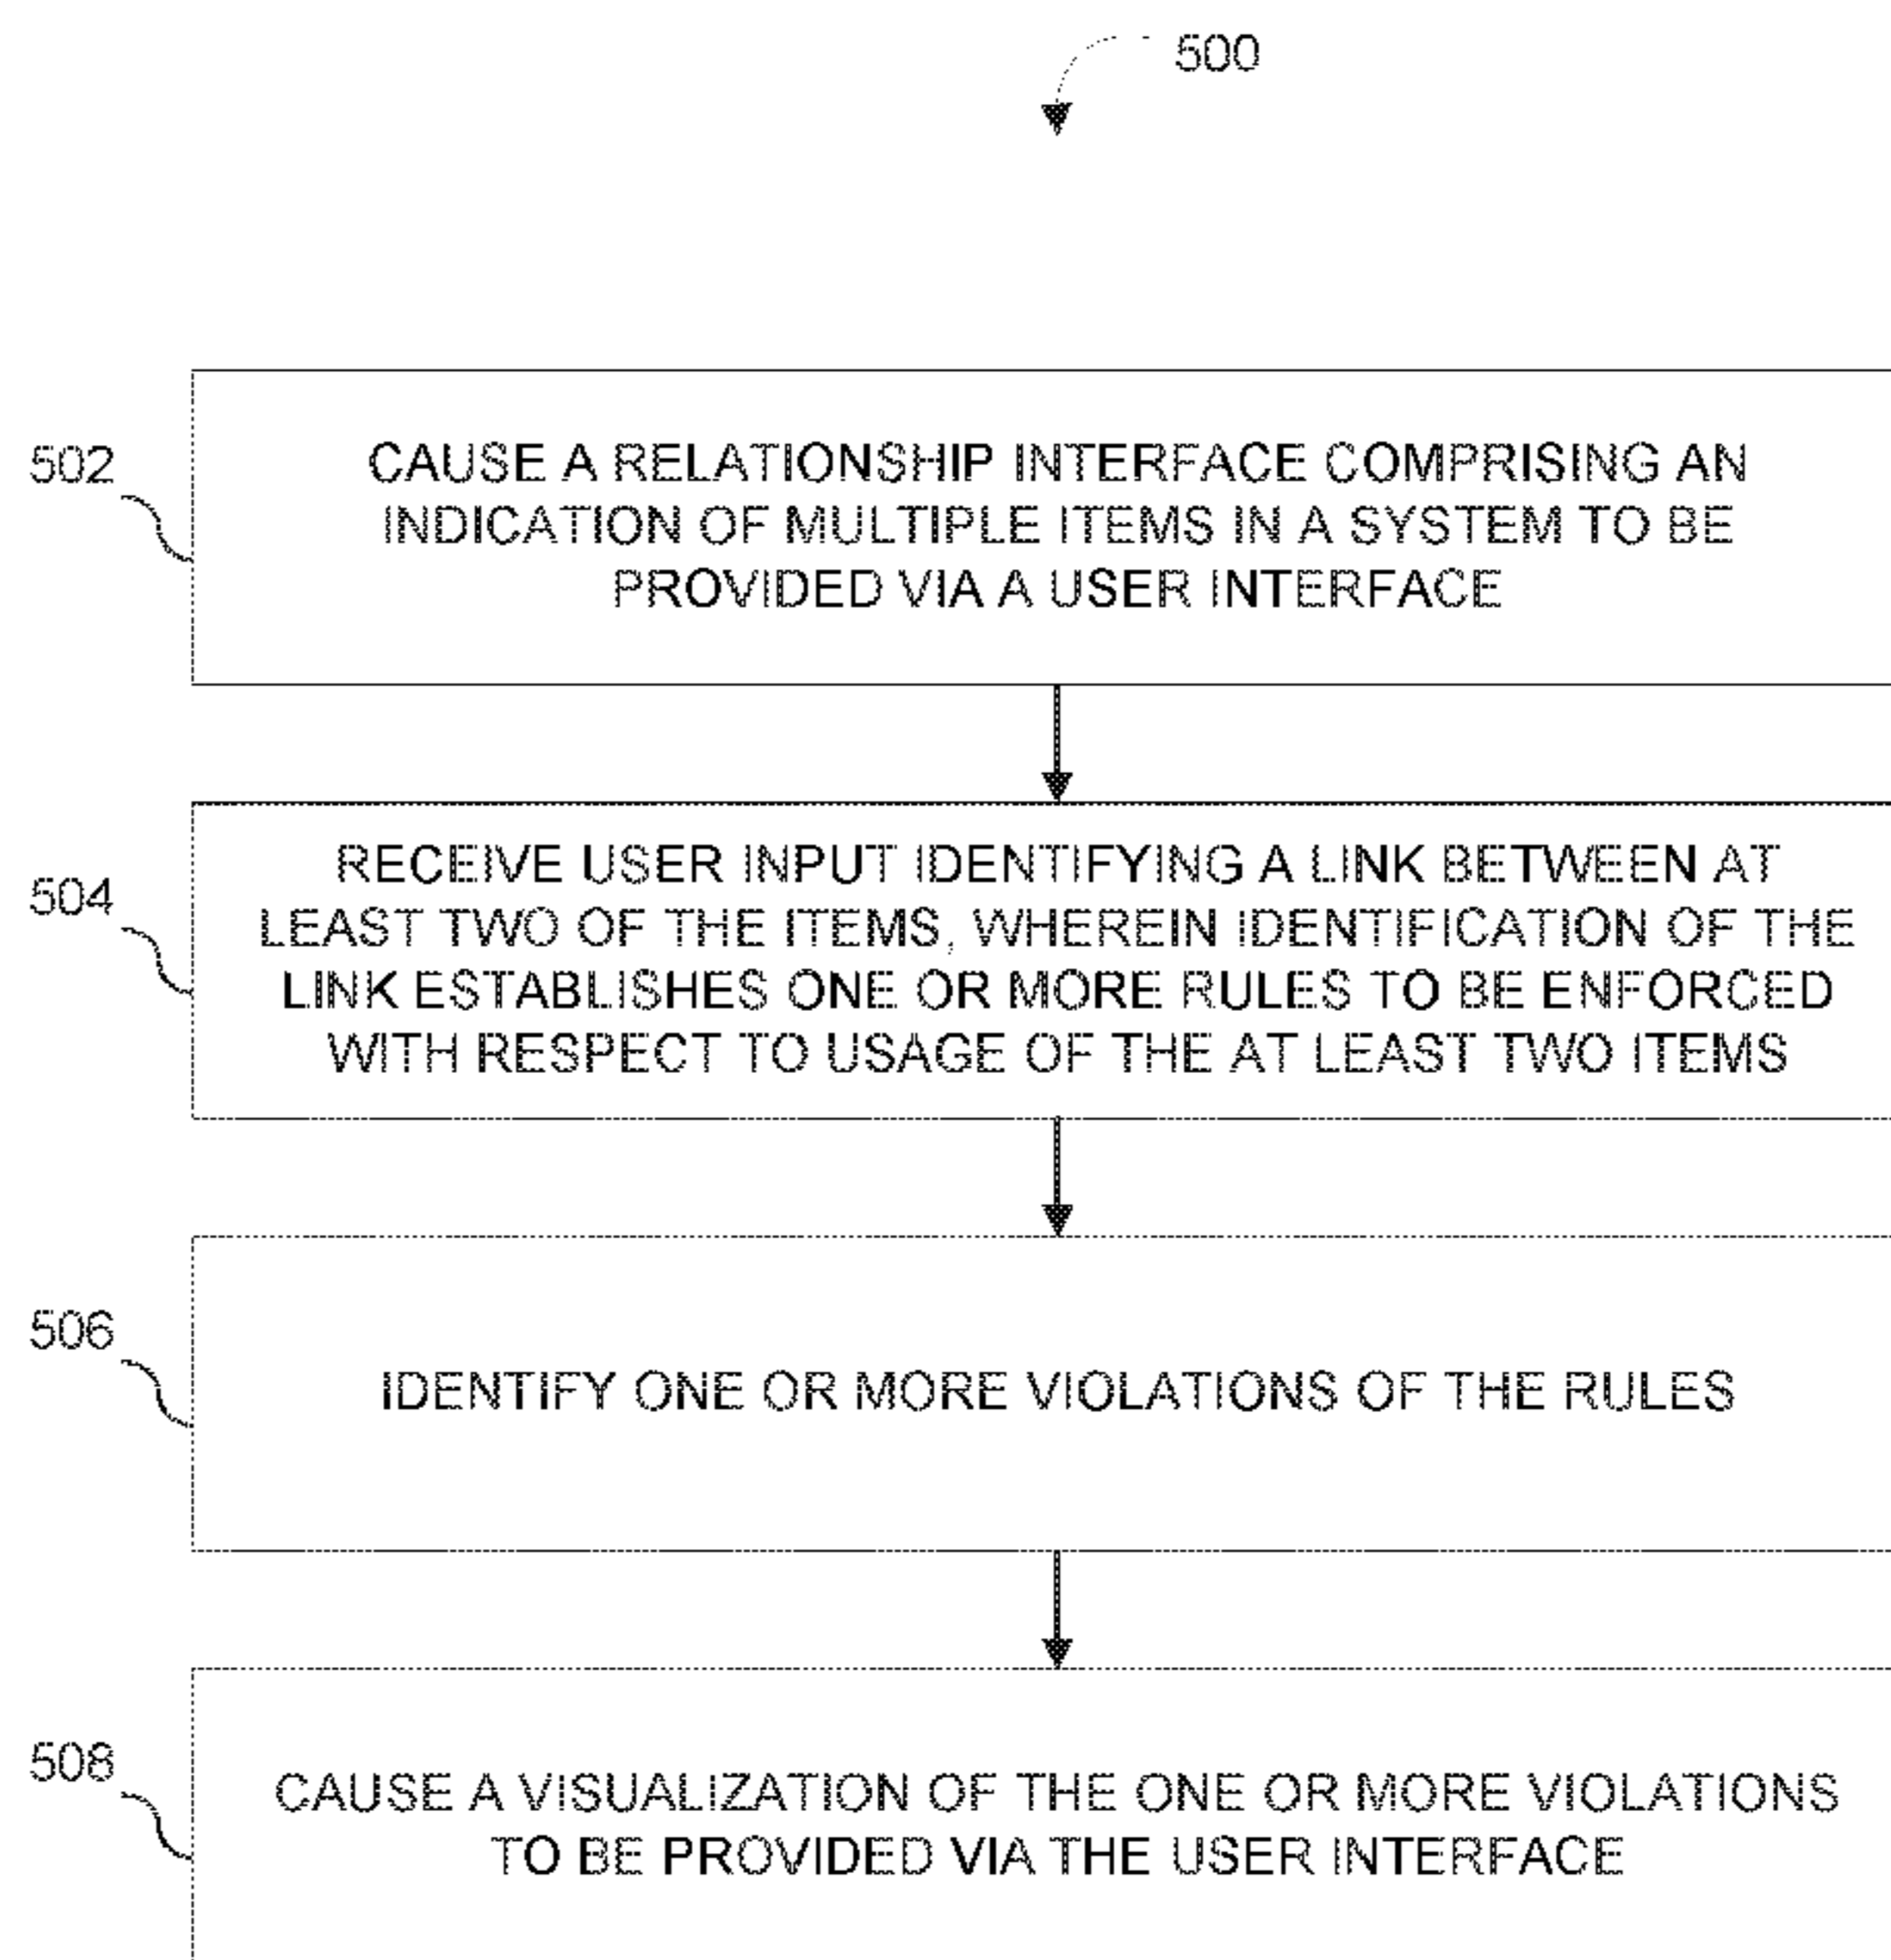 500
502
CAUSE A RELATIONSHIP INTERFACE COMPRISING AN
INDICATION OF MULTIPLE ITEMS IN A SYSTEM TO BE
PROVIDED VIA A USER INTERFACE
504
RECEIVE USER INPUT IDENTIFYING A LINK BETWEEN AT
LEAST TWO OF THE ITEMS, WHEREIN IDENTIFICATION OF THE
LINK ESTABLISHES ONE OR MORE RULES TO BE ENFORCED
WITH RESPECT TO USAGE OF THE AT LEAST TWO ITEMS
506
IDENTIFY ONE OR MORE VIOLATIONS OF THE RULES
508
CAUSE A VISUALIZATION OF THE ONE OR MORE VIOLATIONS
TO BE PROVIDED VIA THE USER INTERFACE